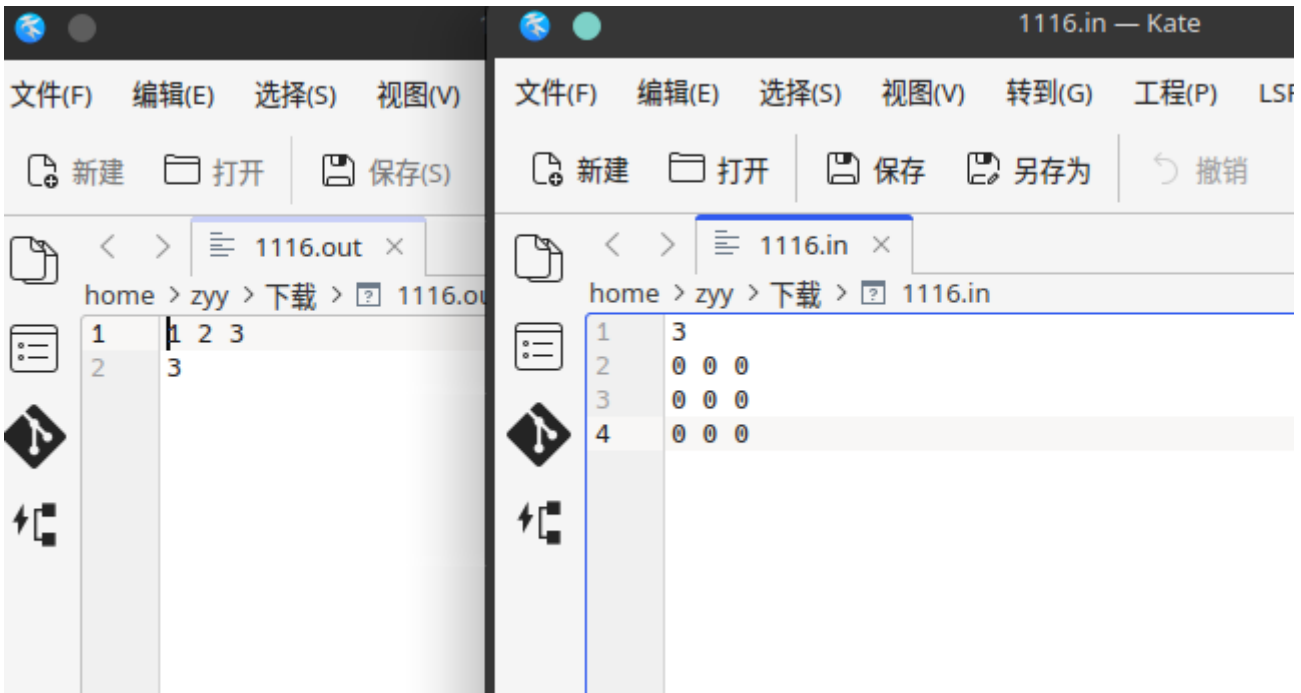 1116.in — Kate
文件(F) 编辑(E) 选择(S) 视图(V)
新建 打开 保存(S)
1116.out
home > zyy > 下载 > 1116.ou
1 1 2 3
2 3
文件(F) 编辑(E) 选择(S) 视图(V) 转到(G) 工程(P) LSP
新建 打开 保存 另存为 撤销
1116.in
home > zyy > 下载 > 1116.in
1 3
2 0 0 0
3 0 0 0
4 0 0 0